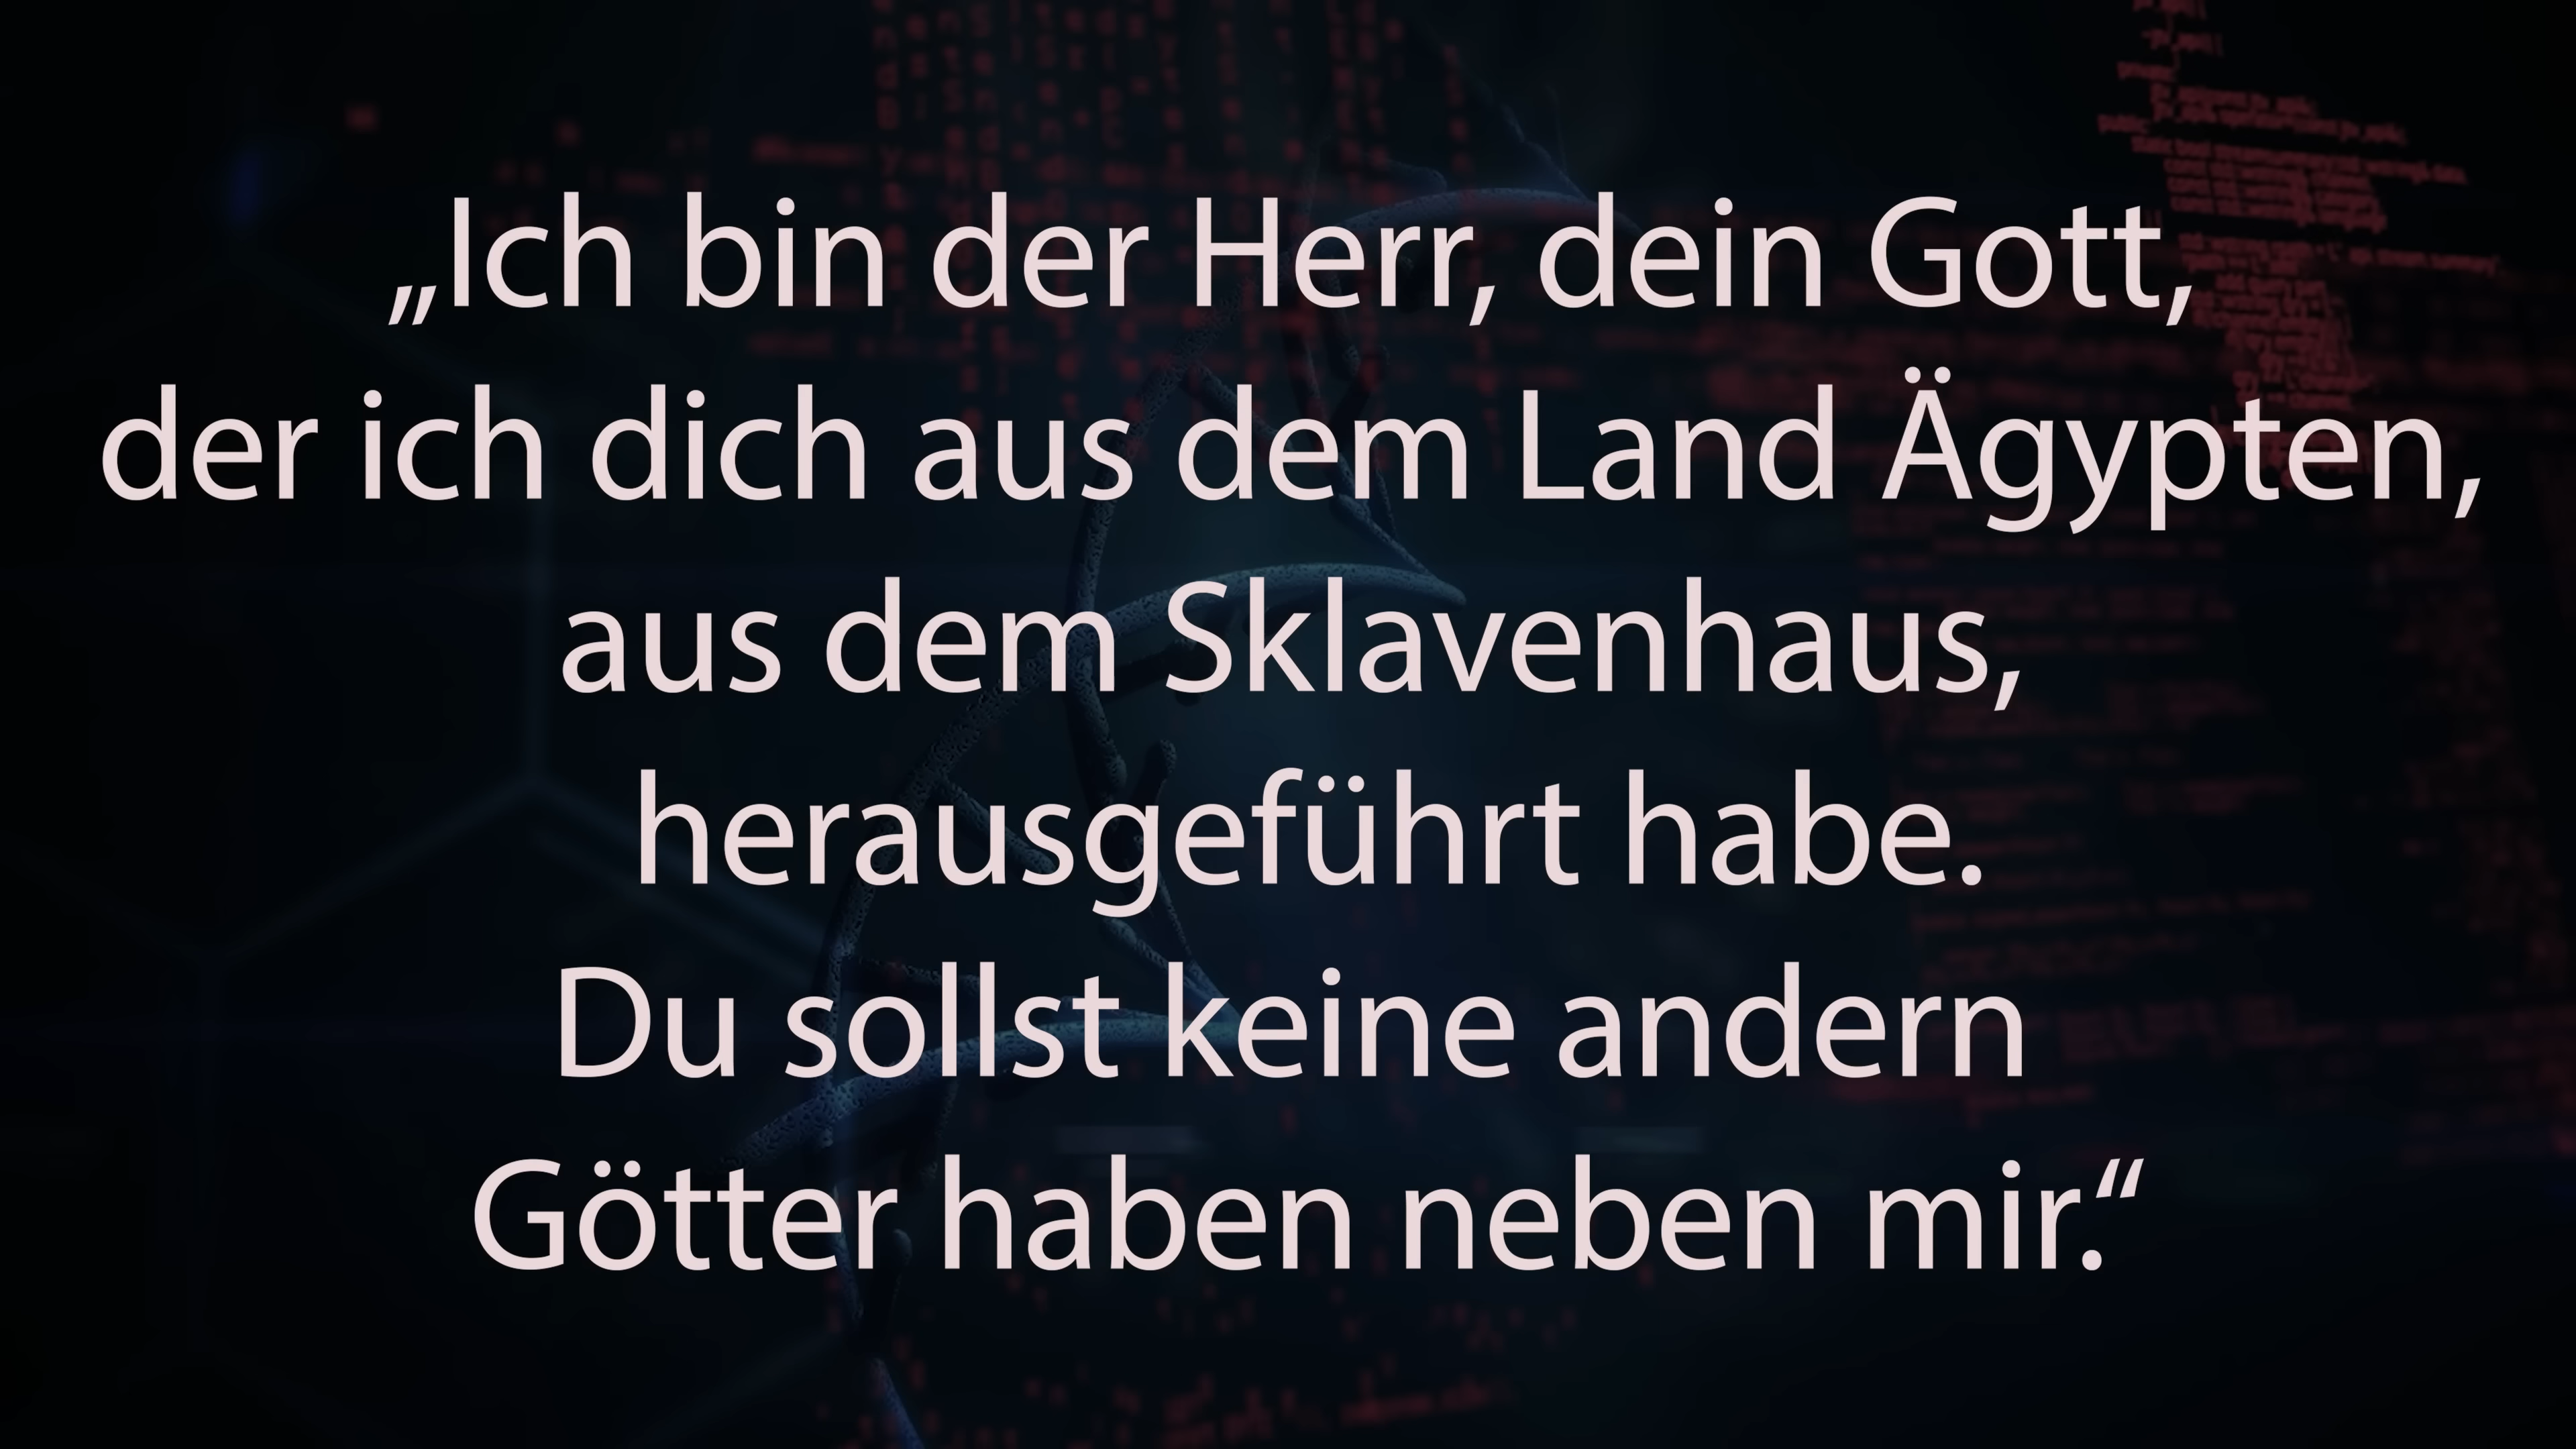 „Ich bin der Herr, dein Gott,
der ich dich aus dem Land Ägypten,
aus dem Sklavenhaus,
herausgeführt habe.
Du sollst keine andern
Götter haben neben mir.“